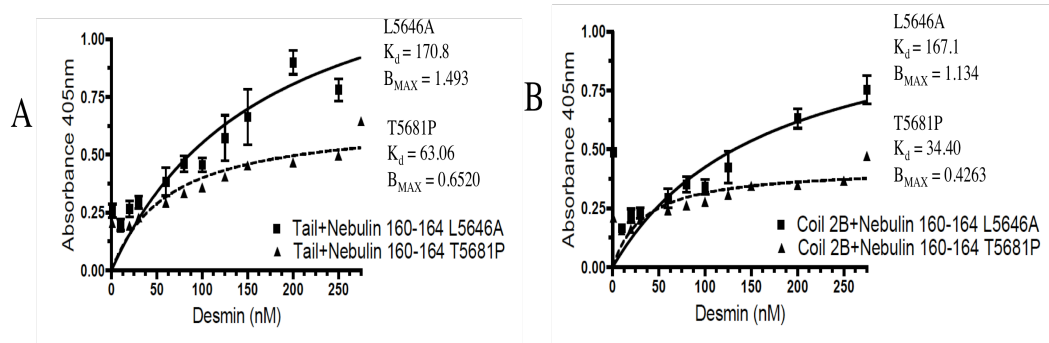 A
L5646A
Kd = 170.8
BMAX = 1.493
T5681P
Kd = 63.06
BMAX = 0.6520
Absorbance 405nm
1.00
0.75
0.50
0.25
0.00
0 50 100 150 200 250
Desmin (nM)
Tail+Nebulin 160-164 L5646A
Tail+Nebulin 160-164 T5681P
B
L5646A
Kd = 167.1
BMAX = 1.134
T5681P
Kd = 34.40
BMAX = 0.4263
Absorbance 405nm
1.00
0.75
0.50
0.25
0.00
0 50 100 150 200 250
Desmin (nM)
Coil 2B+Nebulin 160-164 L5646A
Coil 2B+Nebulin 160-164 T5681P